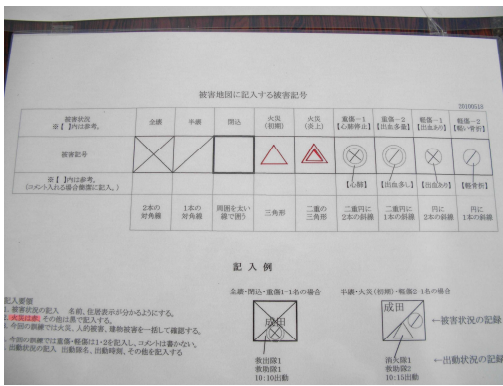 被害地図に記入する被害記号
20100519
被害状況 ※【 】内は参考。 全壊 半壊 閉込 火災(初期) 火災(炎上) 重傷-1【心肺停止】 重傷-2【出血多量】 軽傷-1【出血あり】 軽傷-2【軽い骨折】
被害記号
※【 】内は参考。
(コメント入れる場合側面に記入。) 【心肺】 【出血多し】 【出血あり】 【軽骨折】
2本の対角線 1本の対角線 周囲を太い線で囲う 三角形 二重の三角形 二重円に2本の斜線 二重円に1本の斜線 円に2本の斜線 円に1本の斜線
記 入 例
全壊・閉込・重傷1-1名の場合 半壊・火災(初期)・軽傷2 1名の場合
記入要領
1. 被害状況の記入 名前、住居表示が分かるようにする。
その他は黒で記入する。
今回の訓練では火災、人的被害、建物被害を一括して確認する。
今回の訓練では重傷・軽傷は1・2を記入し、コメントは書かない。
出動状況の記入 出動隊名、出動時刻、その他を記入する
成田 成田
←被害状況の記録
救出隊1 消火隊1 ←出動状況の記録
救助隊1 救助隊2
10:10出動 10:15出動